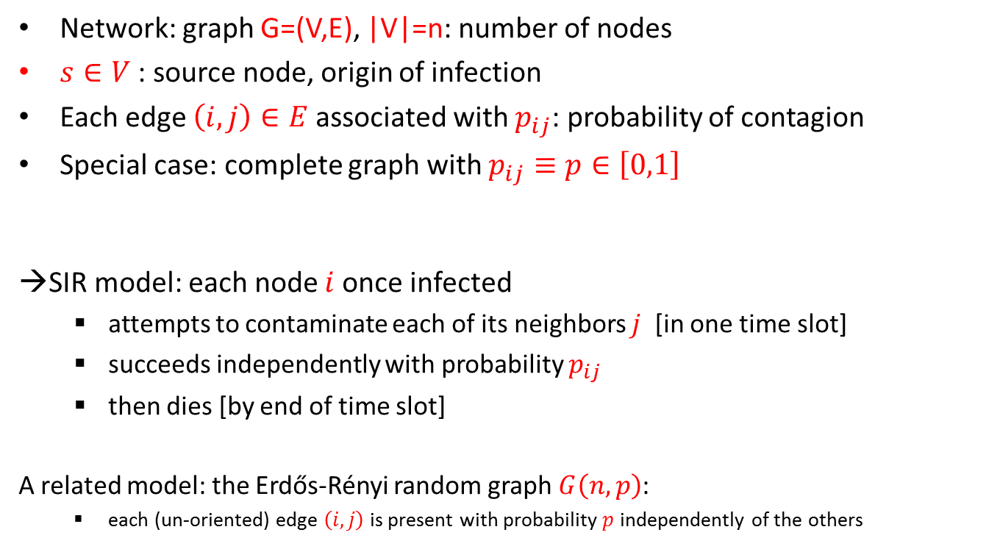 • Network: graph G=(V,E), |V|=n: number of nodes
• s ∈ V : source node, origin of infection
• Each edge (i,j) ∈ E associated with p_{ij}: probability of contagion
• Special case: complete graph with p_{ij} ≡ p ∈ [0,1]
→SIR model: each node i once infected
▪ attempts to contaminate each of its neighbors j [in one time slot]
▪ succeeds independently with probability p_{ij}
▪ then dies [by end of time slot]
A related model: the Erdős-Rényi random graph G(n,p):
▪ each (un-oriented) edge (i,j) is present with probability p independently of the others